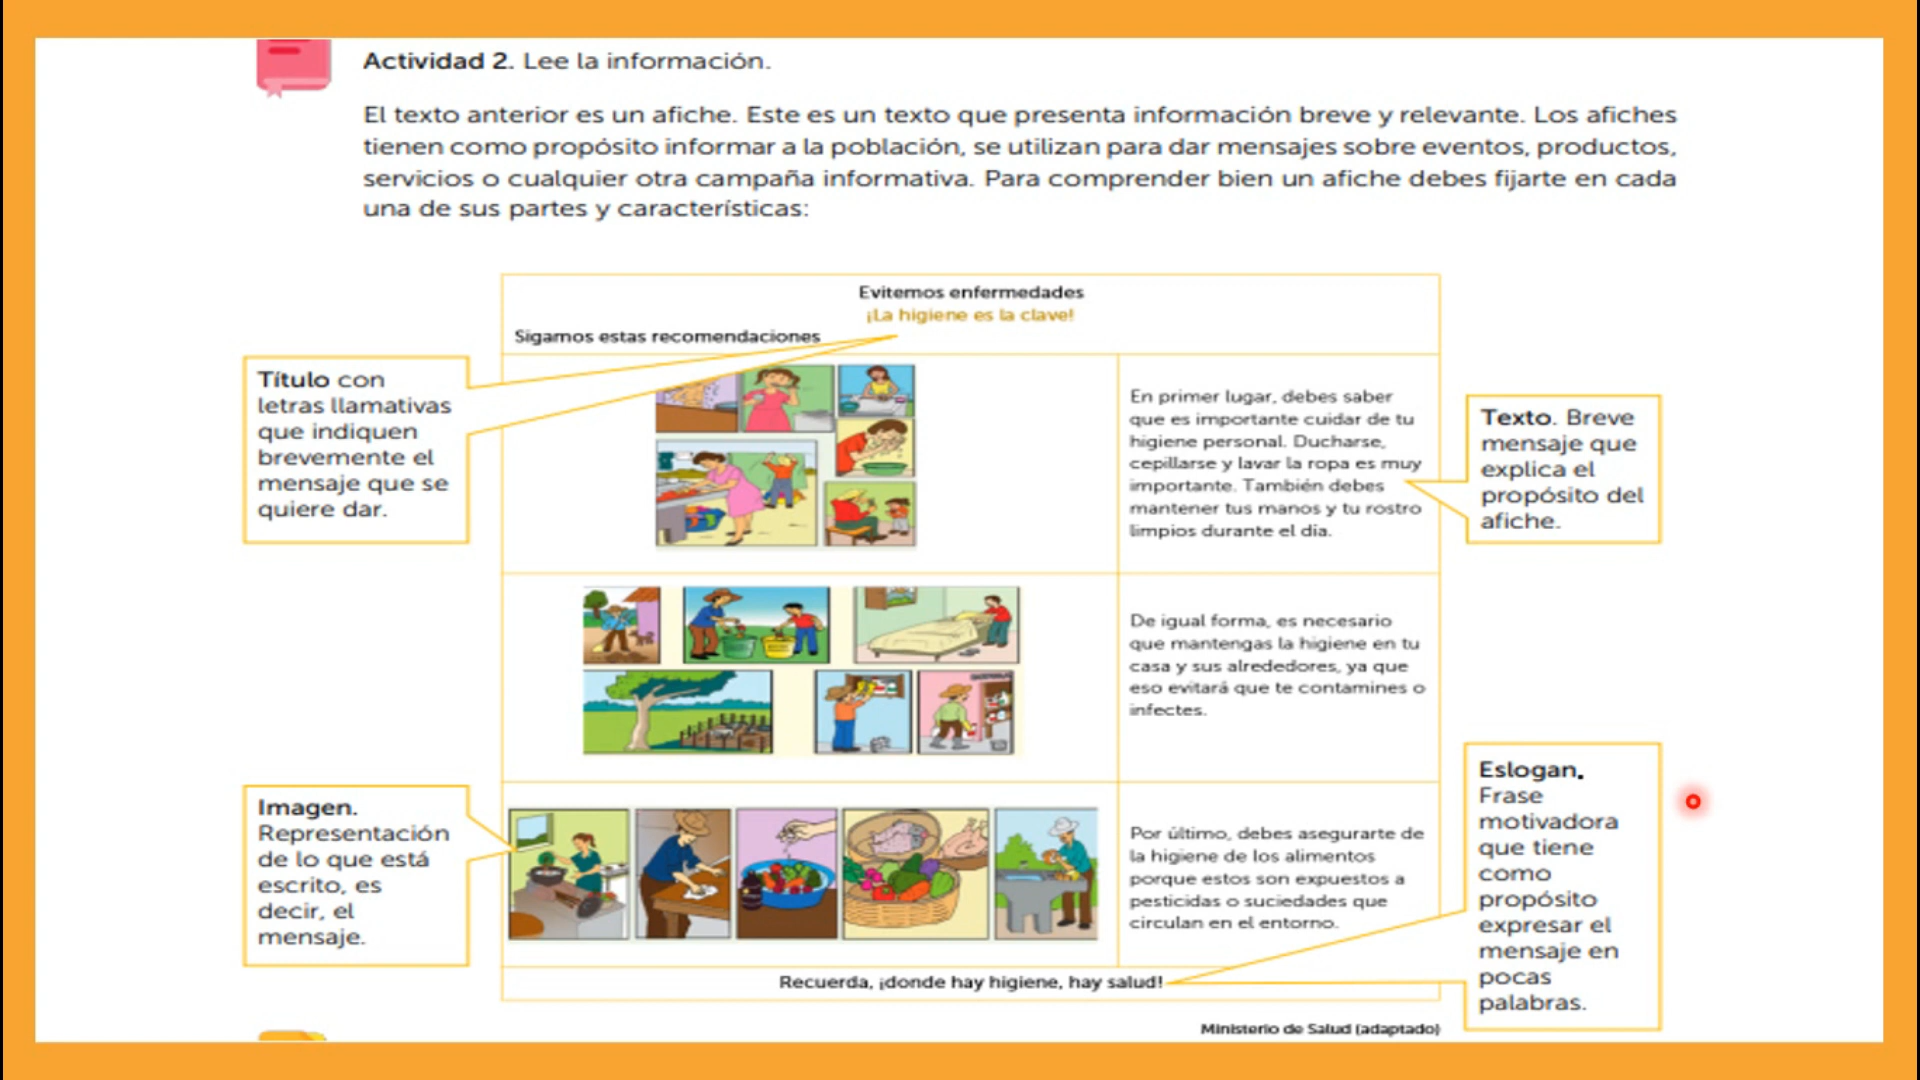 Actividad 2. Lee la información.
El texto anterior es un afiche. Este es un texto que presenta información breve y relevante. Los afiches
tienen como propósito informar a la población, se utilizan para dar mensajes sobre eventos, productos,
servicios o cualquier otra campaña informativa. Para comprender bien un afiche debes fijarte en cada
una de sus partes y características:
Evitemos enfermedades
¡La higiene es la clave!
Sigamos estas recomendaciones
Título con
letras llamativas
que indiquen
brevemente el
mensaje que se
quiere dar.
En primer lugar, debes saber
que es importante cuidar de tu
higiene personal. Ducharse,
cepillarse y lavar la ropa es muy
importante. También debes
mantener tus manos y tu rostro
limpios durante el día.
Texto. Breve
mensaje que
explica el
propósito del
afiche.
De igual forma, es necesario
que mantengas la higiene en tu
casa y sus alrededores, ya que
eso evitará que te contamines o
infectes.
Imagen.
Representación
de lo que está
escrito, es
decir, el
mensaje.
Por último, debes asegurarte de
la higiene de los alimentos
porque estos son expuestos a
pesticidas o suciedades que
circulan en el entorno.
Eslogan.
Frase
motivadora
que tiene
como
propósito
expresar el
mensaje en
pocas
palabras.
Recuerda, ¡donde hay higiene, hay salud!
Ministerio de Salud (adaptado)